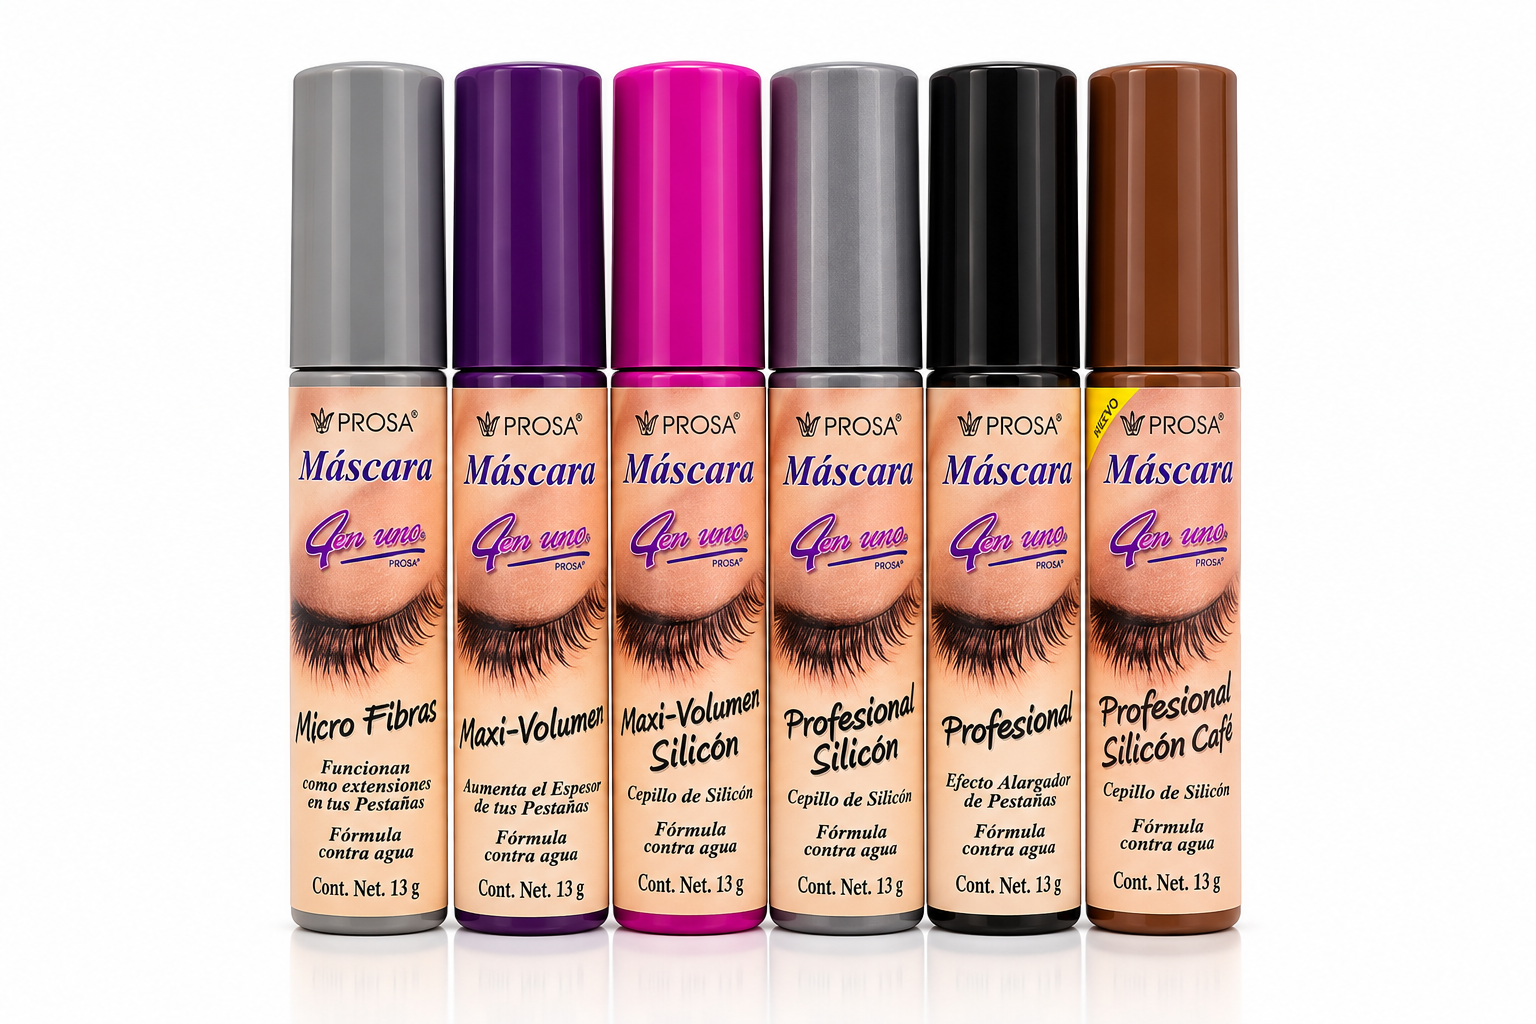 PROSA®
Máscara
4en uno®
PROSA®
Micro Fibras
Funcionan
como extensiones
en tus Pestañas
Fórmula
contra agua
Cont. Net. 13 g
PROSA®
Máscara
4en uno®
PROSA®
Maxi-Volumen
Aumenta el Espesor
de tus Pestañas
Fórmula
contra agua
Cont. Net. 13 g
PROSA®
Máscara
4en uno®
PROSA®
Maxi-Volumen
Silicón
Cepillo de Silicón
Fórmula
contra agua
Cont. Net. 13 g
PROSA®
Máscara
4en uno®
PROSA®
Profesional
Silicón
Cepillo de Silicón
Fórmula
contra agua
Cont. Net. 13 g
PROSA®
Máscara
4en uno®
PROSA®
Profesional
Efecto Alargador
de Pestañas
Fórmula
contra agua
Cont. Net. 13 g
NUEVO
PROSA®
Máscara
4en uno®
PROSA®
Profesional
Silicón Café
Cepillo de Silicón
Fórmula
contra agua
Cont. Net. 13 g